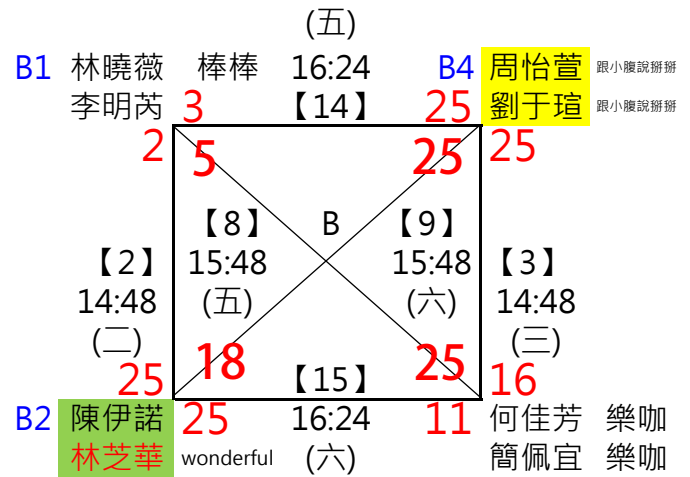 (五)
B1 林曉薇 棒棒 16:24 B4 周怡萱 跟小腹說掰掰
李明芮 3 【14】 25 劉于瑄 跟小腹說掰掰
2 5 25 25
【8】 B 【9】
【2】 15:48 15:48 【3】
14:48 (五) (六) 14:48
(二) (三)
25 18 【15】 25 16
B2 陳伊諾 25 16:24 11 何佳芳 樂咖
林芝華 wonderful (六) 簡佩宜 樂咖